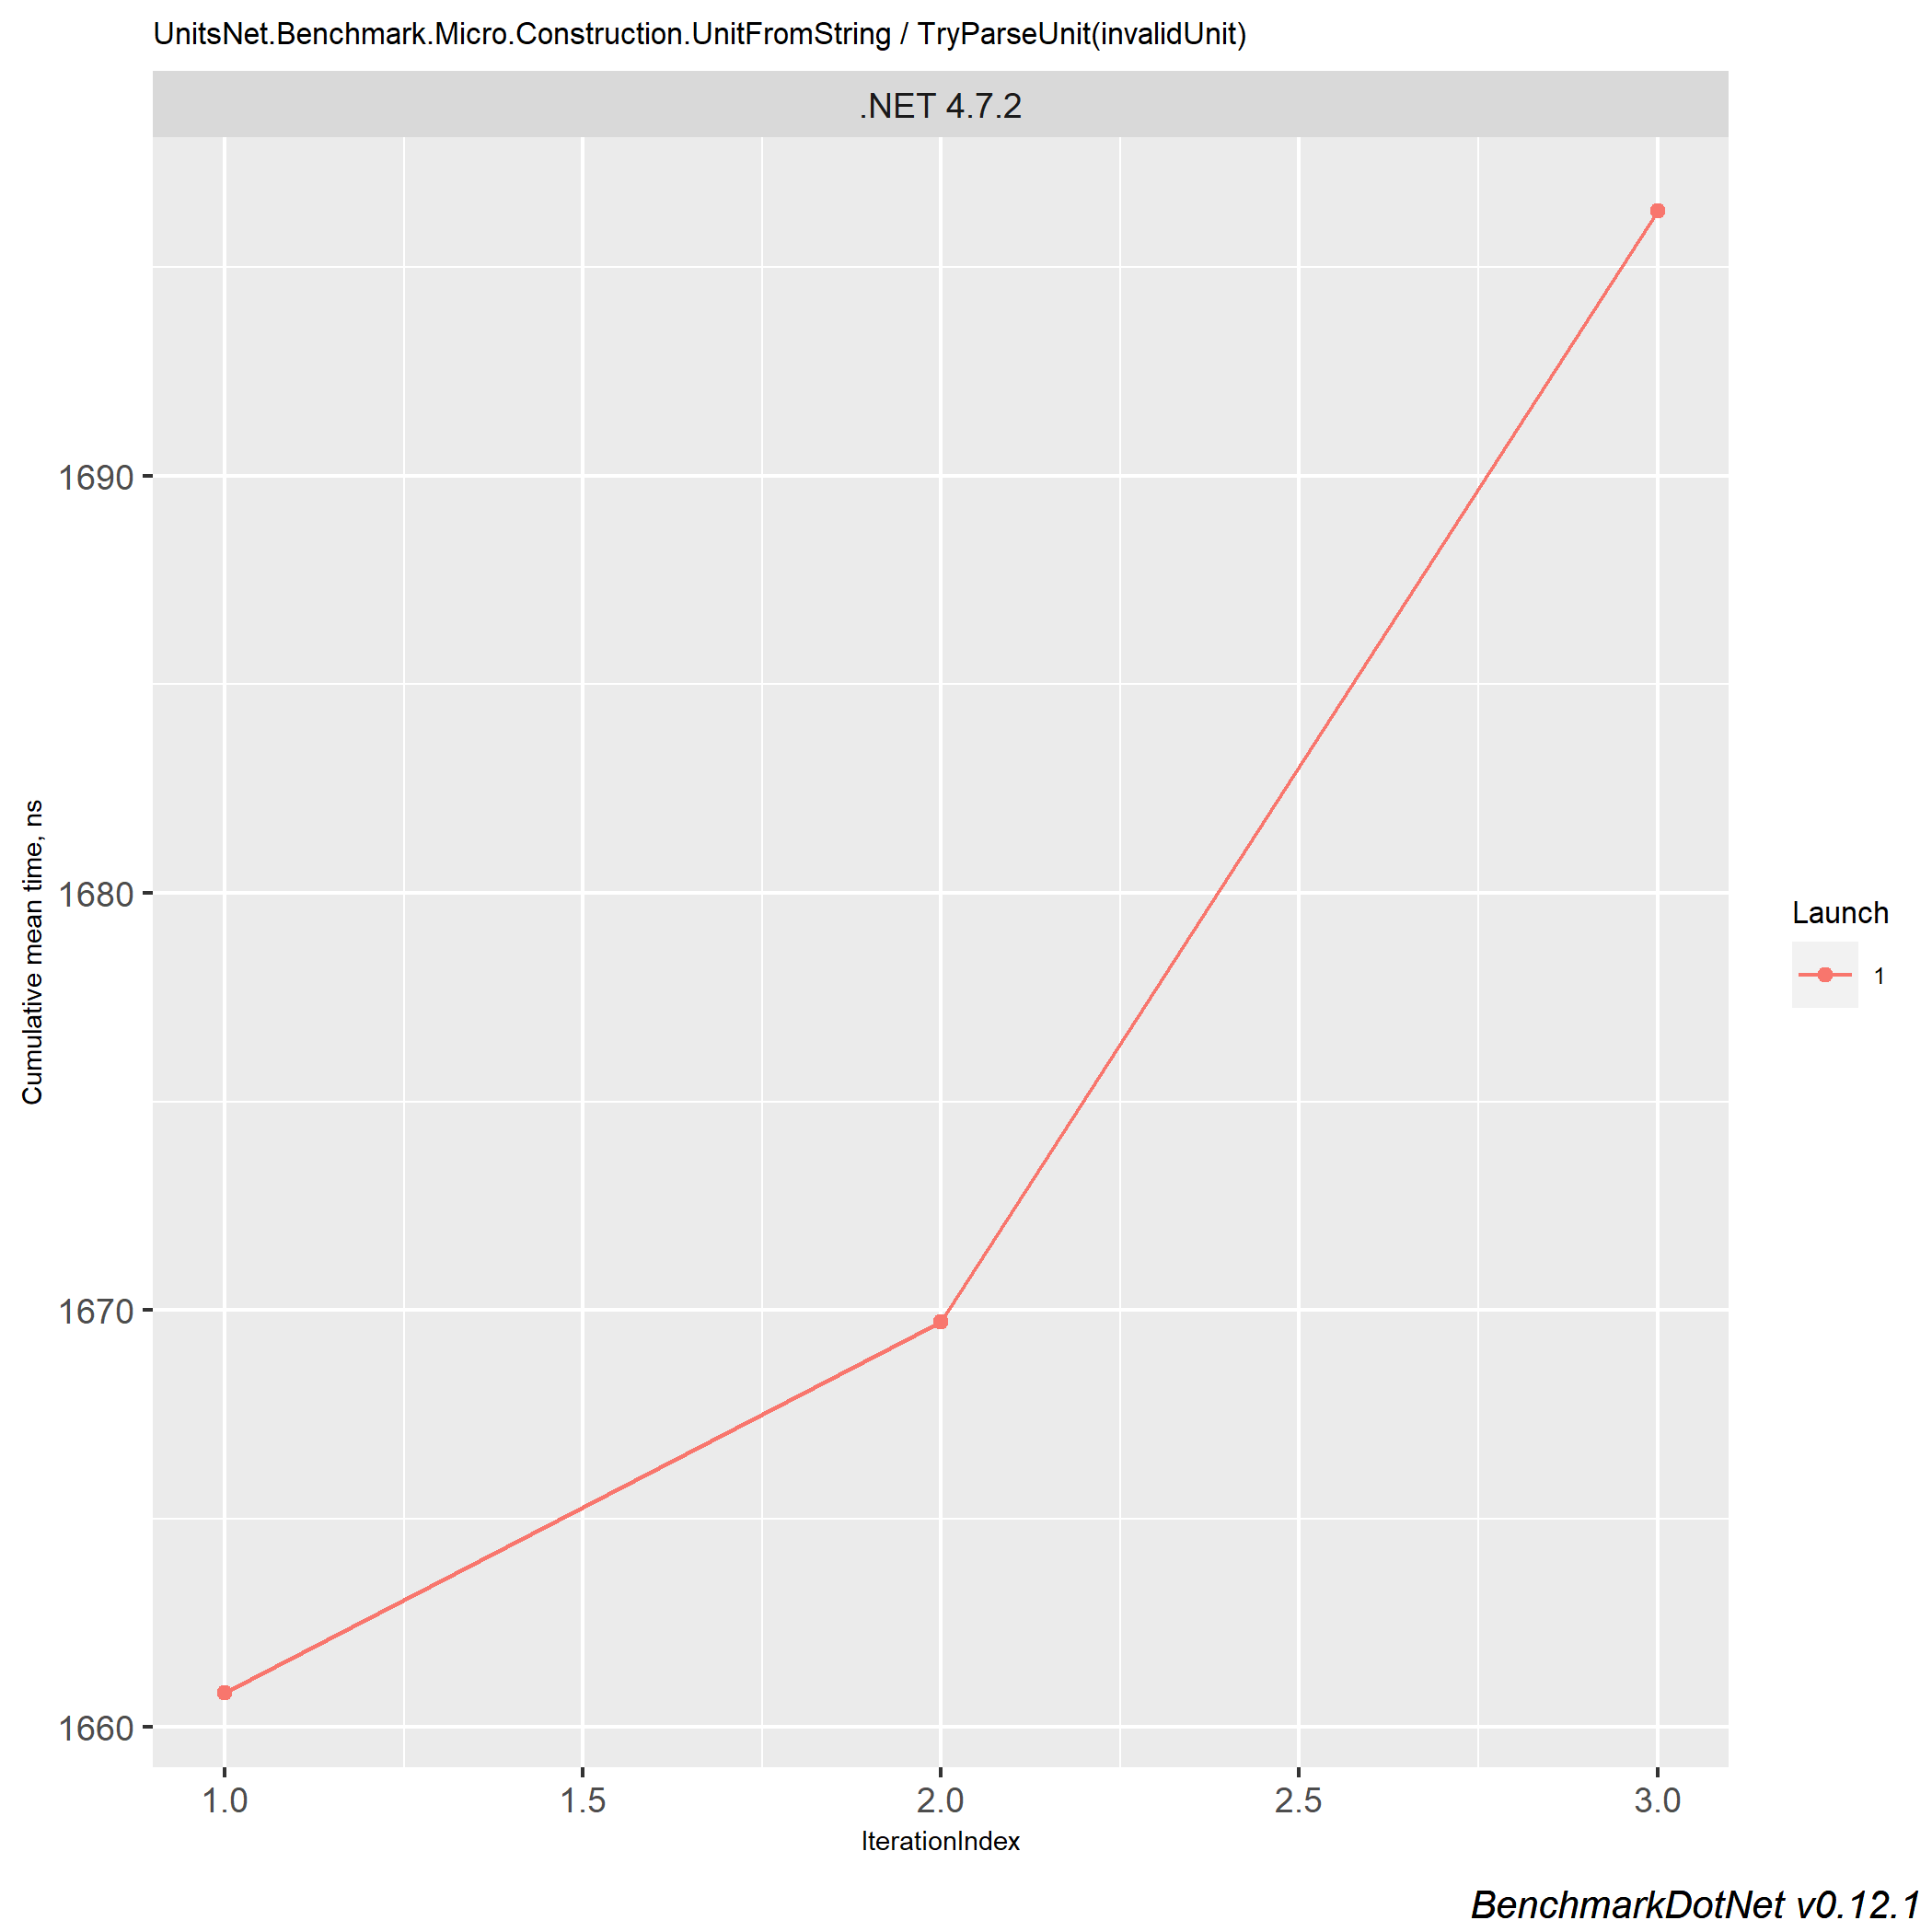 UnitsNet.Benchmark.Micro.Construction.UnitFromString / TryParseUnit(invalidUnit)
.NET 4.7.2
1690
1680
1670
1660
Cumulative mean time, ns
1.0 1.5 2.0 2.5 3.0
IterationIndex
Launch
1
BenchmarkDotNet v0.12.1